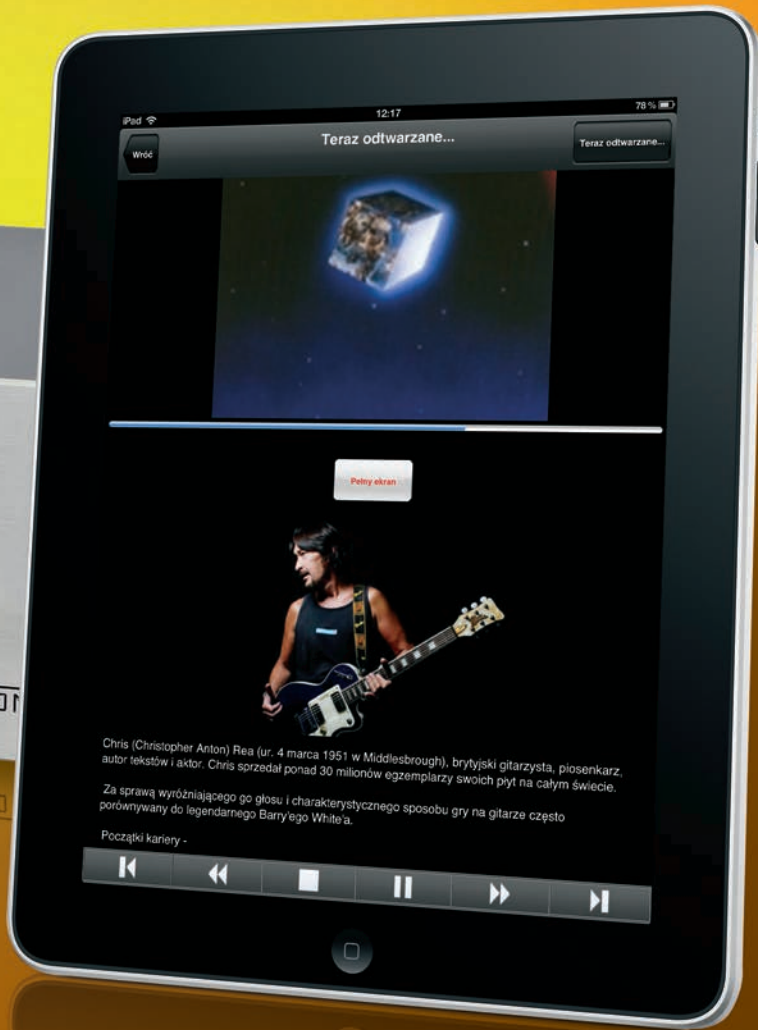 iPad
12:17
78 %
Wróć
Teraz odtwarzane...
Teraz odtwarzane...
Pełny ekran
Chris (Christopher Anton) Rea (ur. 4 marca 1951 w Middlesbrough), brytyjski gitarzysta, piosenkarz,
autor tekstów i aktor. Chris sprzedał ponad 30 milionów egzemplarzy swoich płyt na całym świecie.
Za sprawą wyróżniającego go głosu i charakterystycznego sposobu gry na gitarze często
porównywany do legendarnego Barry'ego White'a.
Początki kariery -